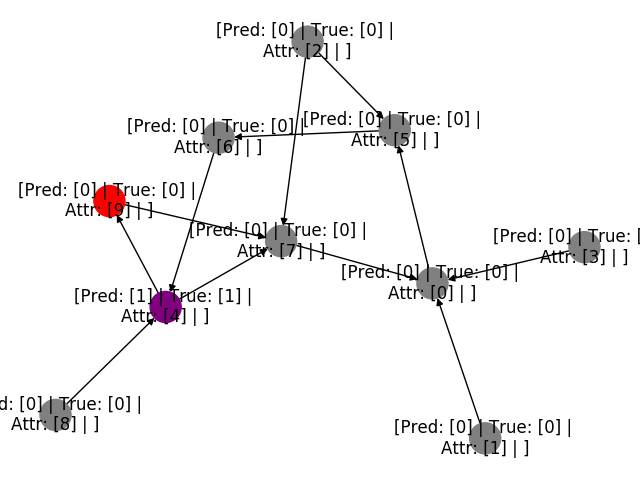 [Pred: [0] | True: [0] |
Attr: [2] | ]
[Pred: [0] | True: [0] |
Attr: [5] | ]
[Pred: [0] | True: [0] |
Attr: [6] | ]
[Pred: [0] | True: [0] |
Attr: [9] | ]
[Pred: [0] | True: [0] |
Attr: [7] | ]
[Pred: [0] | True: [
Attr: [3] | ]
[Pred: [0] | True: [0] |
Attr: [0] | ]
[Pred: [1] | True: [1] |
Attr: [4] | ]
d: [0] | True: [0] |
Attr: [8] | ]
[Pred: [0] | True: [0] |
Attr: [1] | ]